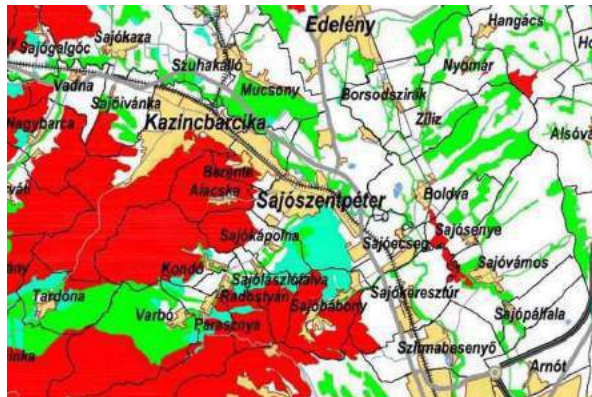 Edelény
Hangács
Sajógalgóc
Sajókaza
Szuhakálló
Nyomár
Vadna
Mucsony
Borsodszirák
Sajóivánka
Ziliz
Nagybarca
Kazincbarcika
Berente
Alacska
Boldva
Sajószentpéter
Sajósenye
Sajókápolna
Sajóecseg
Kondó
Sajóvámos
Sajólászlófalva
Tardona
Radostyán
Sajóbábony
Sajókeresztúr
Varbó
Parasznya
Sajópálfala
Szirmabesenyő
Arnót